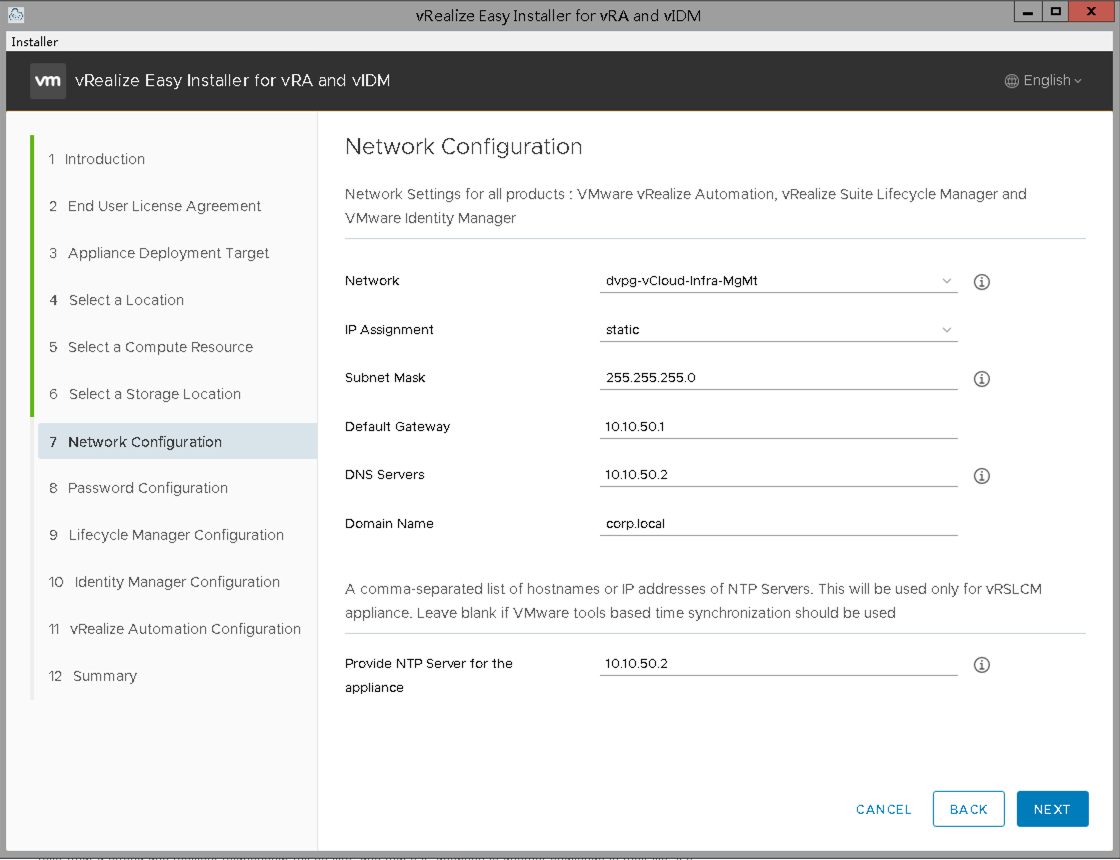 vRealize Easy Installer for vRA and vIDM
Installer
vm vRealize Easy Installer for vRA and vIDM
English
1 Introduction
2 End User License Agreement
3 Appliance Deployment Target
4 Select a Location
5 Select a Compute Resource
6 Select a Storage Location
7 Network Configuration
8 Password Configuration
9 Lifecycle Manager Configuration
10 Identity Manager Configuration
11 vRealize Automation Configuration
12 Summary
Network Configuration
Network Settings for all products : VMware vRealize Automation, vRealize Suite Lifecycle Manager and
VMware Identity Manager
Network dvpg-vCloud-Infra-MgMt
IP Assignment static
Subnet Mask 255.255.255.0
Default Gateway 10.10.50.1
DNS Servers 10.10.50.2
Domain Name corp.local
A comma-separated list of hostnames or IP addresses of NTP Servers. This will be used only for vRSLCM
appliance. Leave blank if VMware tools based time synchronization should be used
Provide NTP Server for the 10.10.50.2
appliance
CANCEL BACK NEXT